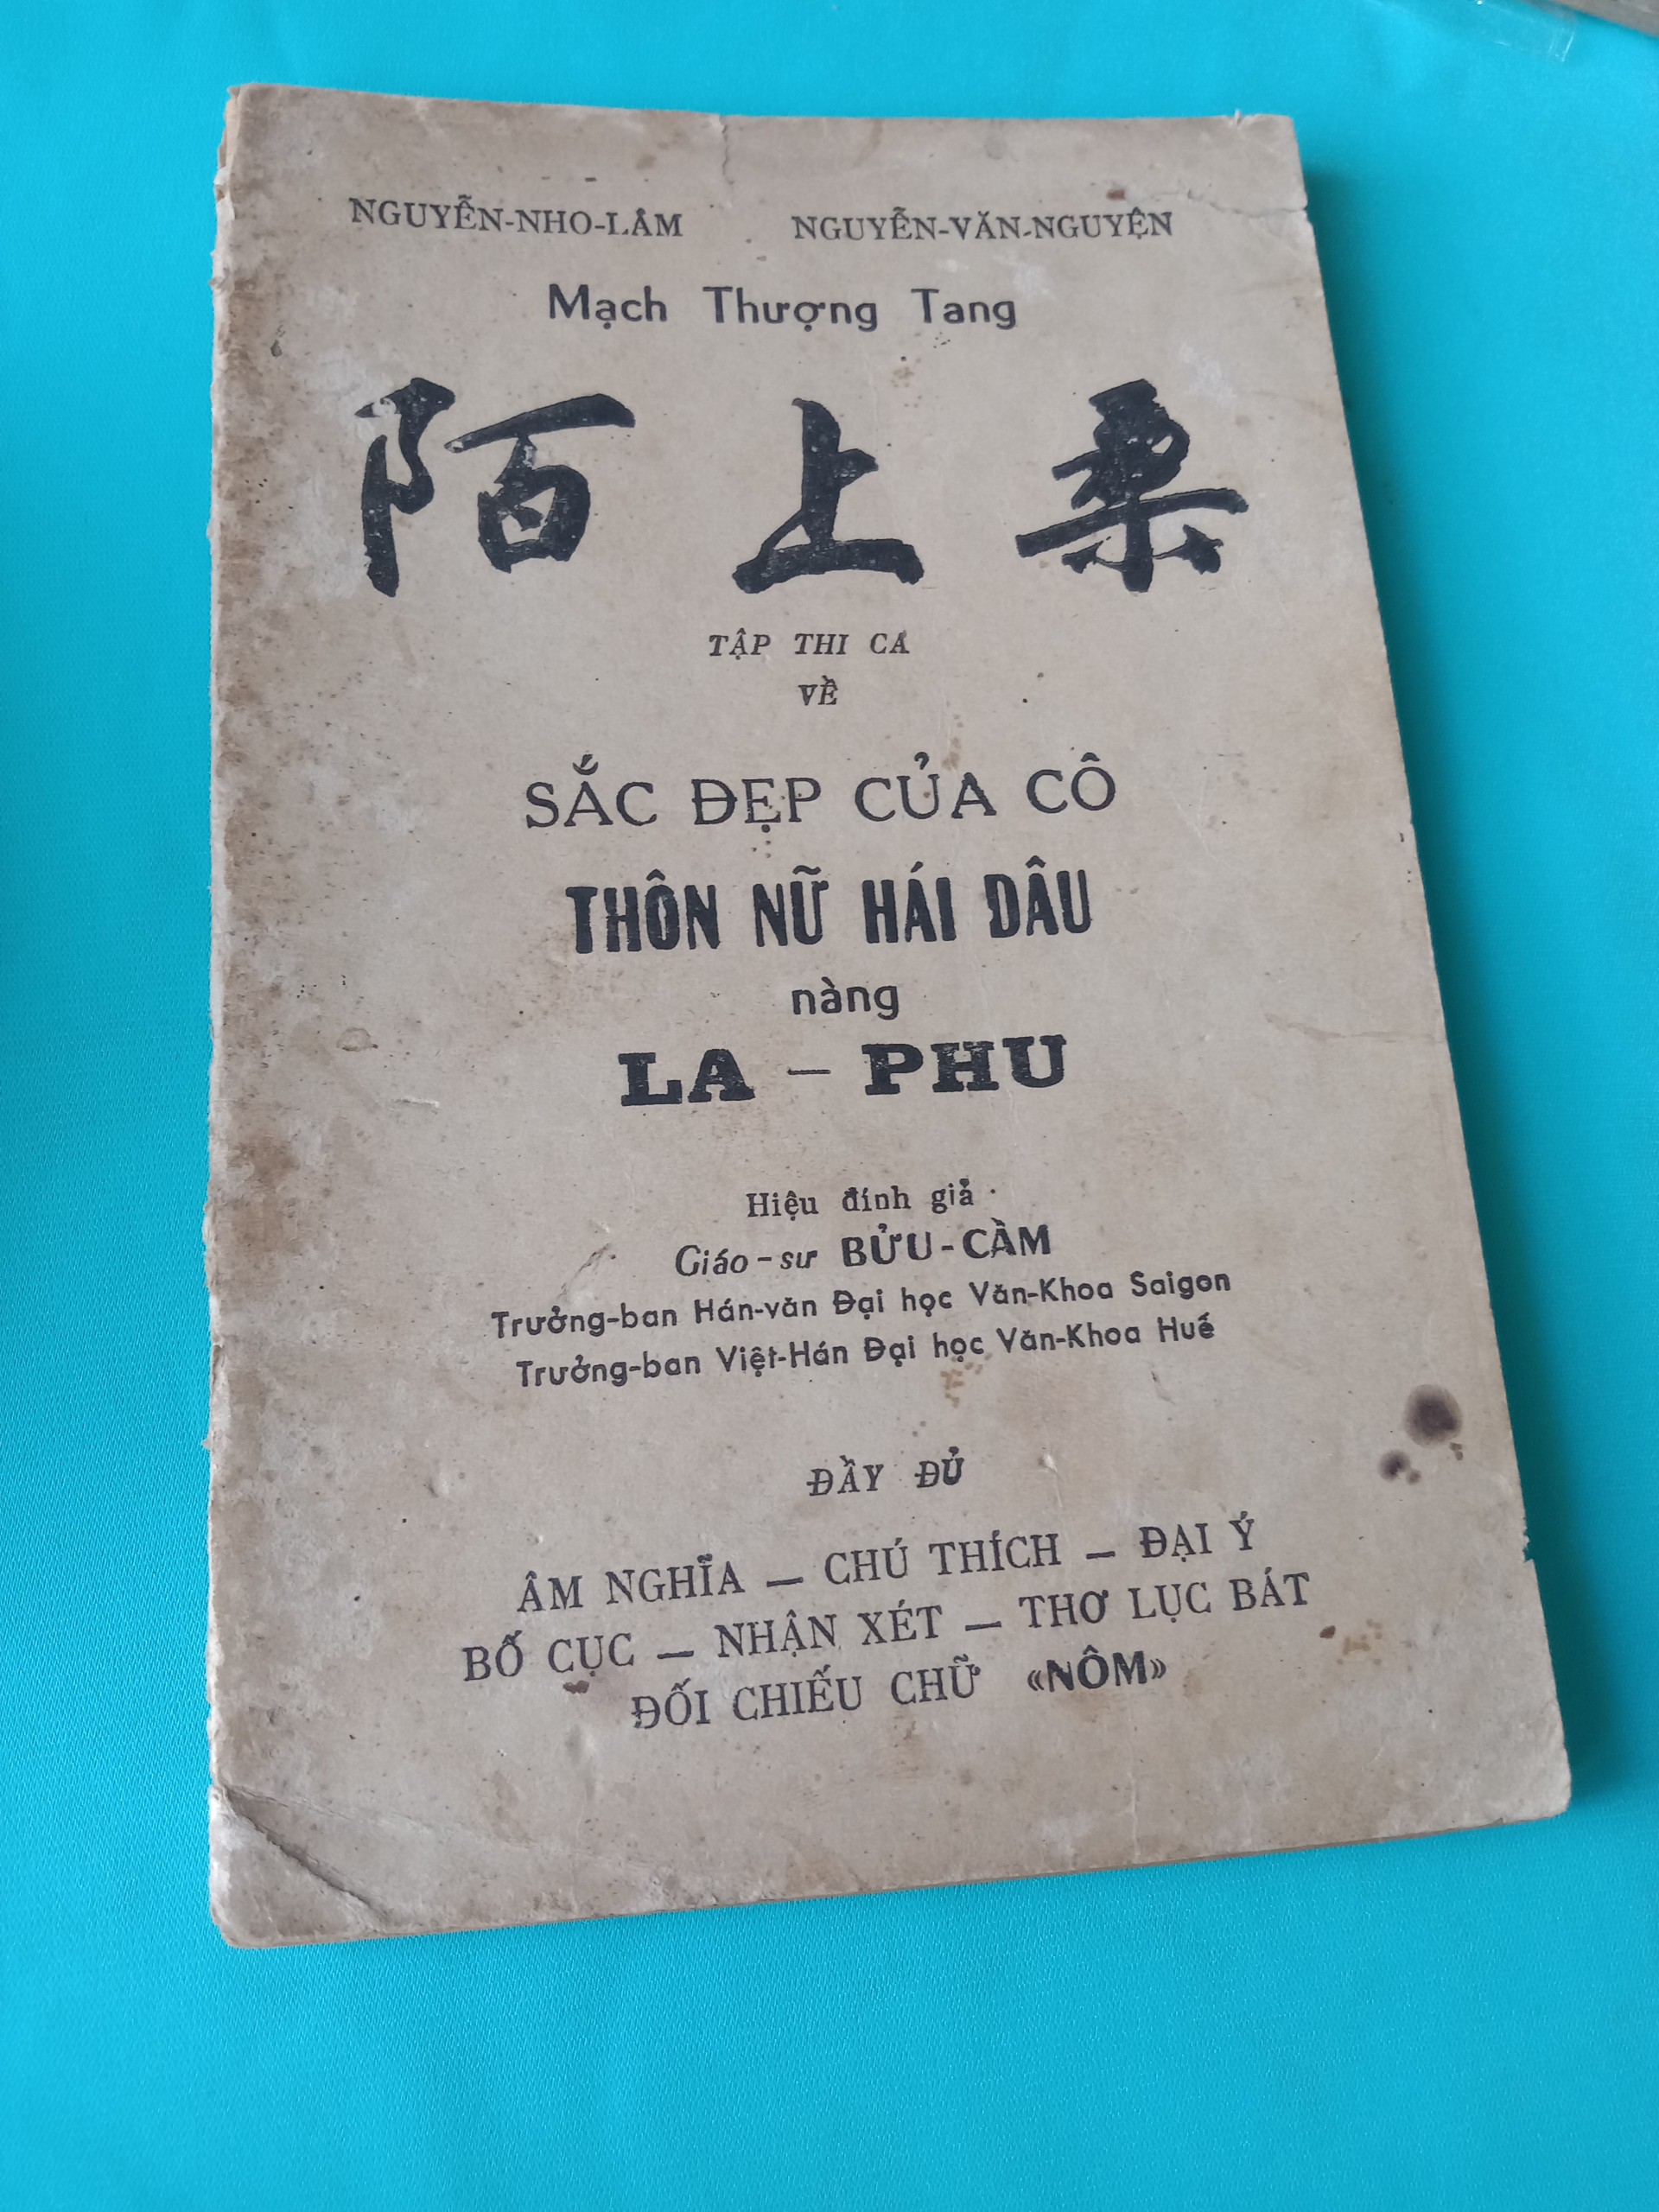 NGUYỄN-NHO-LÂM NGUYỄN-VĂN-NGUYỆN
Mạch Thượng Tang
陌上桑
TẬP THI CA
VỀ
SẮC ĐẸP CỦA CÔ
THÔN NỮ HÁI DÂU
nàng
LA - PHU
Hiệu đính giả
Giáo-sư BỬU-CẦM
Trưởng-ban Hán-văn Đại học Văn-Khoa Saigon
Trưởng-ban Việt-Hán Đại học Văn-Khoa Huế
ĐẦY ĐỦ
ÂM NGHĨA — CHÚ THÍCH — ĐẠI Ý
BỐ CỤC — NHẬN XÉT — THƠ LỤC BÁT
ĐỐI CHIẾU CHỮ «NÔM»